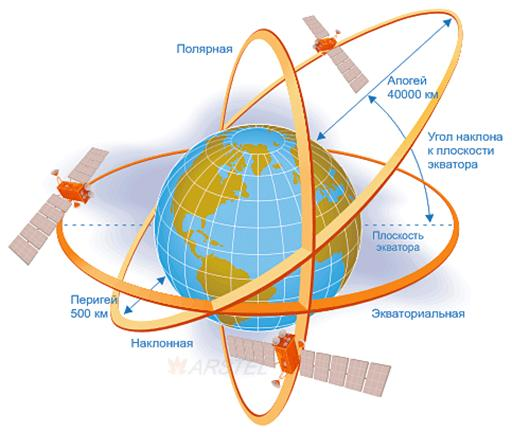 Полярная
Апогей
40000 км
Угол наклона
к плоскости
экватора
Плоскость
экватора
Перигей
500 км
Экваториальная
Наклонная
ARSTEL